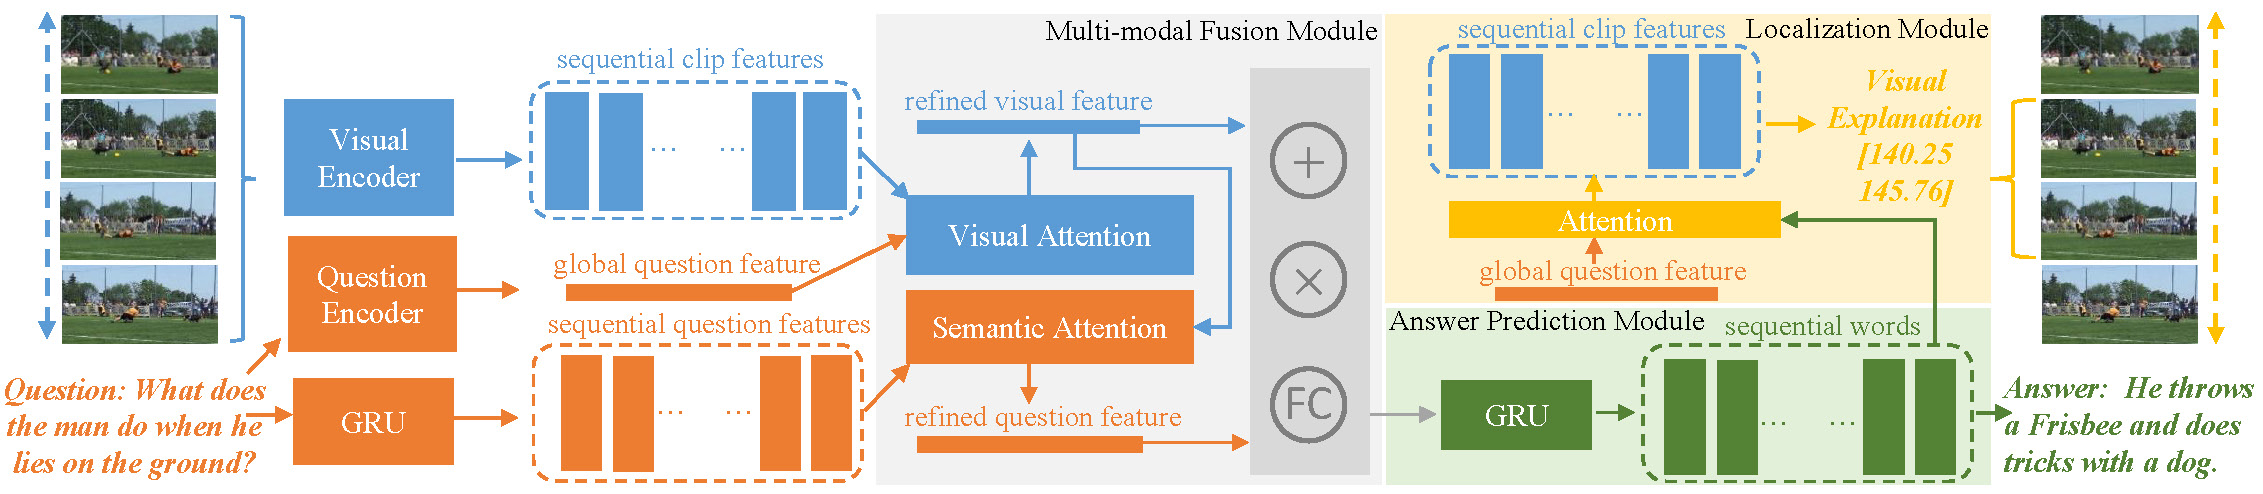 Visual
Encoder
Question
Encoder
GRU
Question: What does
the man do when he
lies on the ground?
sequential clip features
global question feature
sequential question features
Multi-modal Fusion Module
refined visual feature
Visual Attention
Semantic Attention
refined question feature
+
×
FC
sequential clip features
Localization Module
Visual
Explanation
[140.25
145.76]
Attention
global question feature
Answer Prediction Module
sequential words
GRU
Answer: He throws
a Frisbee and does
tricks with a dog.